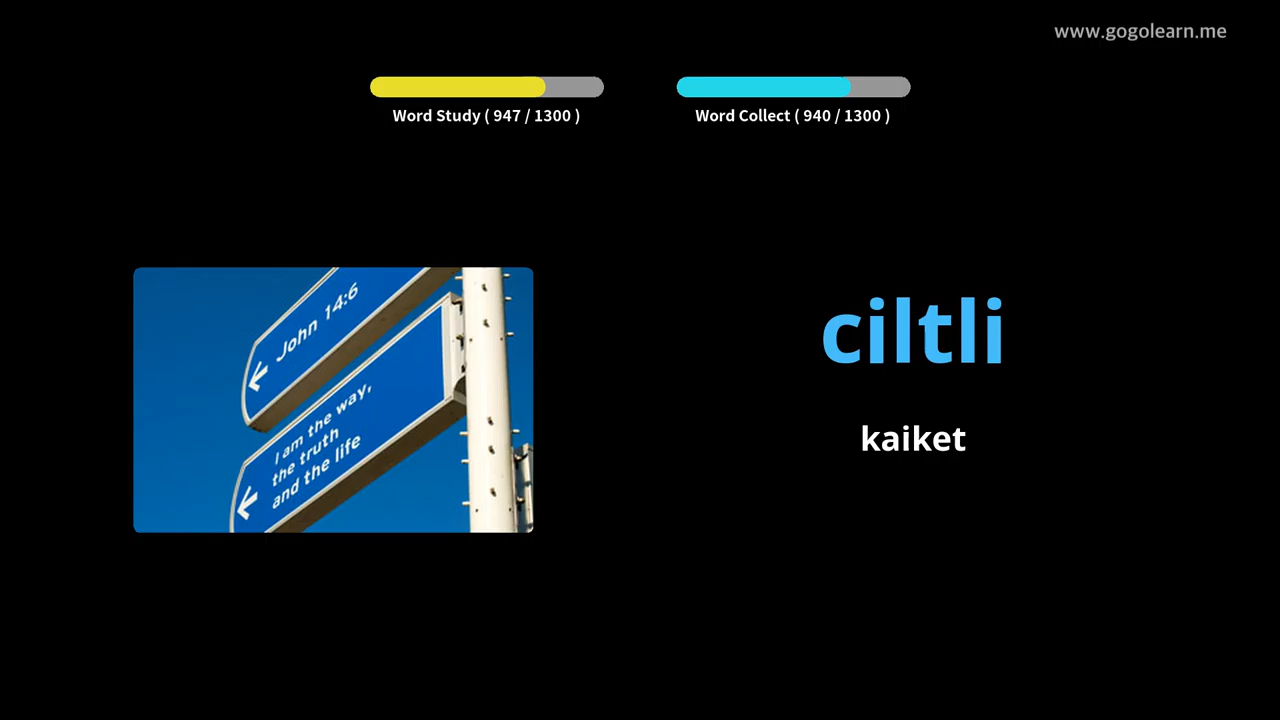 www.gogolearn.me
Word Study ( 947 / 1300 )
Word Collect ( 940 / 1300 )
John 14:6
I am the way,
the truth
and the life
ciltli
kaiket